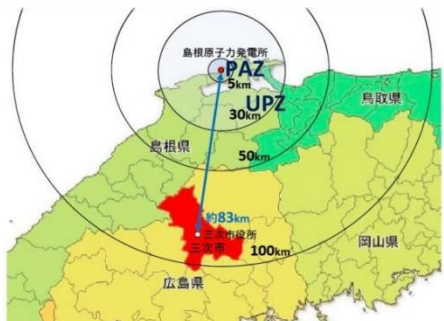 島根原子力発電所
PAZ
5km
UPZ
30km
鳥取県
島根県
50km
約83km
三次市役所
三次市
100km
岡山県
広島県